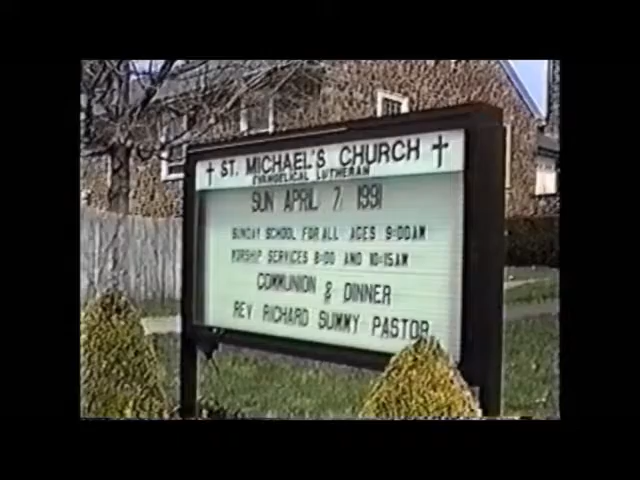 ST. MICHAEL'S CHURCH
EVANGELICAL LUTHERAN
SUN APRIL 7 1991
SUNDAY SCHOOL FOR ALL AGES 9:00AM
WORSHIP SERVICES 8:00 AND 10:15AM
COMMUNION & DINNER
REV RICHARD SUMMY PASTOR